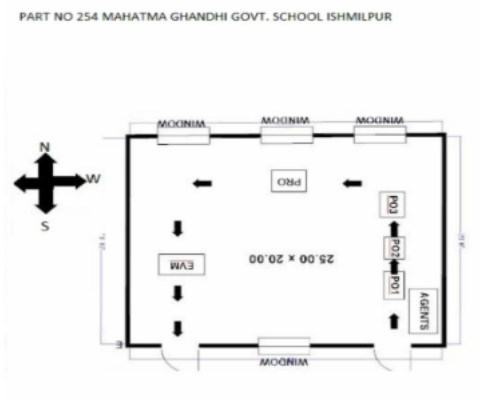 PART NO 254 MAHATMA GHANDHI GOVT. SCHOOL ISHMILPUR
WINDOW WINDOW WINDOW
N
W
S
PRO
PO3
PO2
EVM
25.00 x 20.00
PO1
AGENTS
E
WINDOW